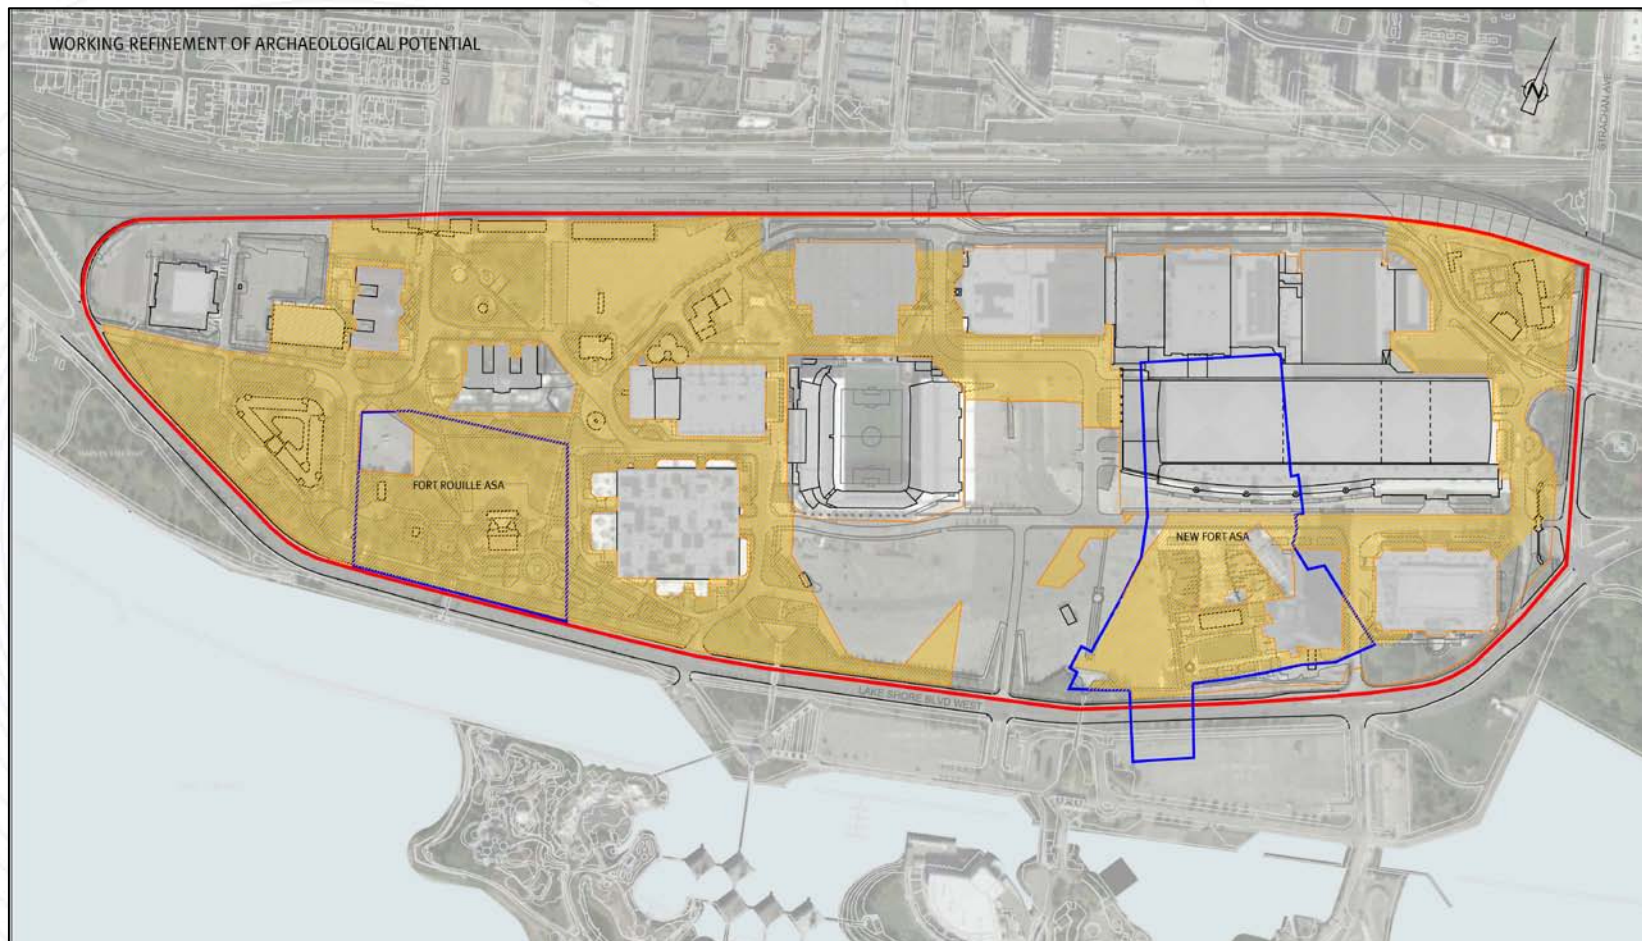 WORKING REFINEMENT OF ARCHAEOLOGICAL POTENTIAL
N
STRACHAN AVE
FORT ROUILLE ASA
NEW FORT ASA
LAKE SHORE BLVD WEST